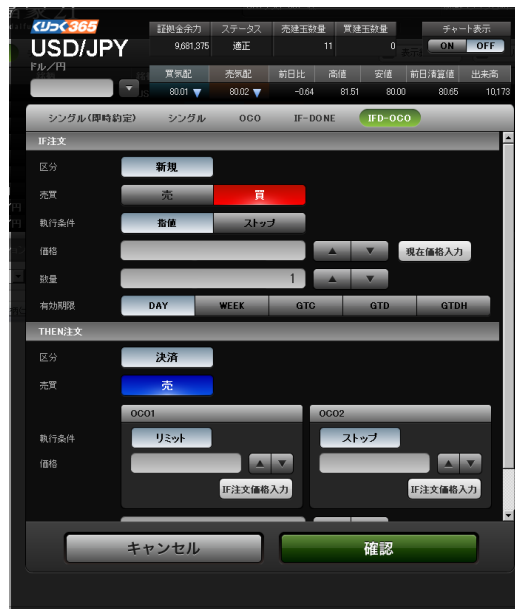 くりっく365
USD/JPY
ドル/円
証拠金余力 ステータス 売建玉数量 買建玉数量 チャート表示
9,681,375 適正 11 0 ON OFF
買気配 売気配 前日比 高値 安値 前日清算値 出来高
80.01 ▼ 80.02 ▼ -0.64 81.51 80.00 80.65 10,173
シングル(即時約定) シングル OCO IF-DONE IFD-OCO
IF注文
区分 新規
売買 売 買
執行条件 指値 ストップ
価格 ▲ ▼ 現在価格入力
数量 1 ▲ ▼
有効期限 DAY WEEK GTC GTD GTDH
THEN注文
区分 決済
売買 売
OCO1 OCO2
執行条件 リミット ストップ
価格 ▲ ▼ ▲ ▼
IF注文価格入力 IF注文価格入力
キャンセル 確認